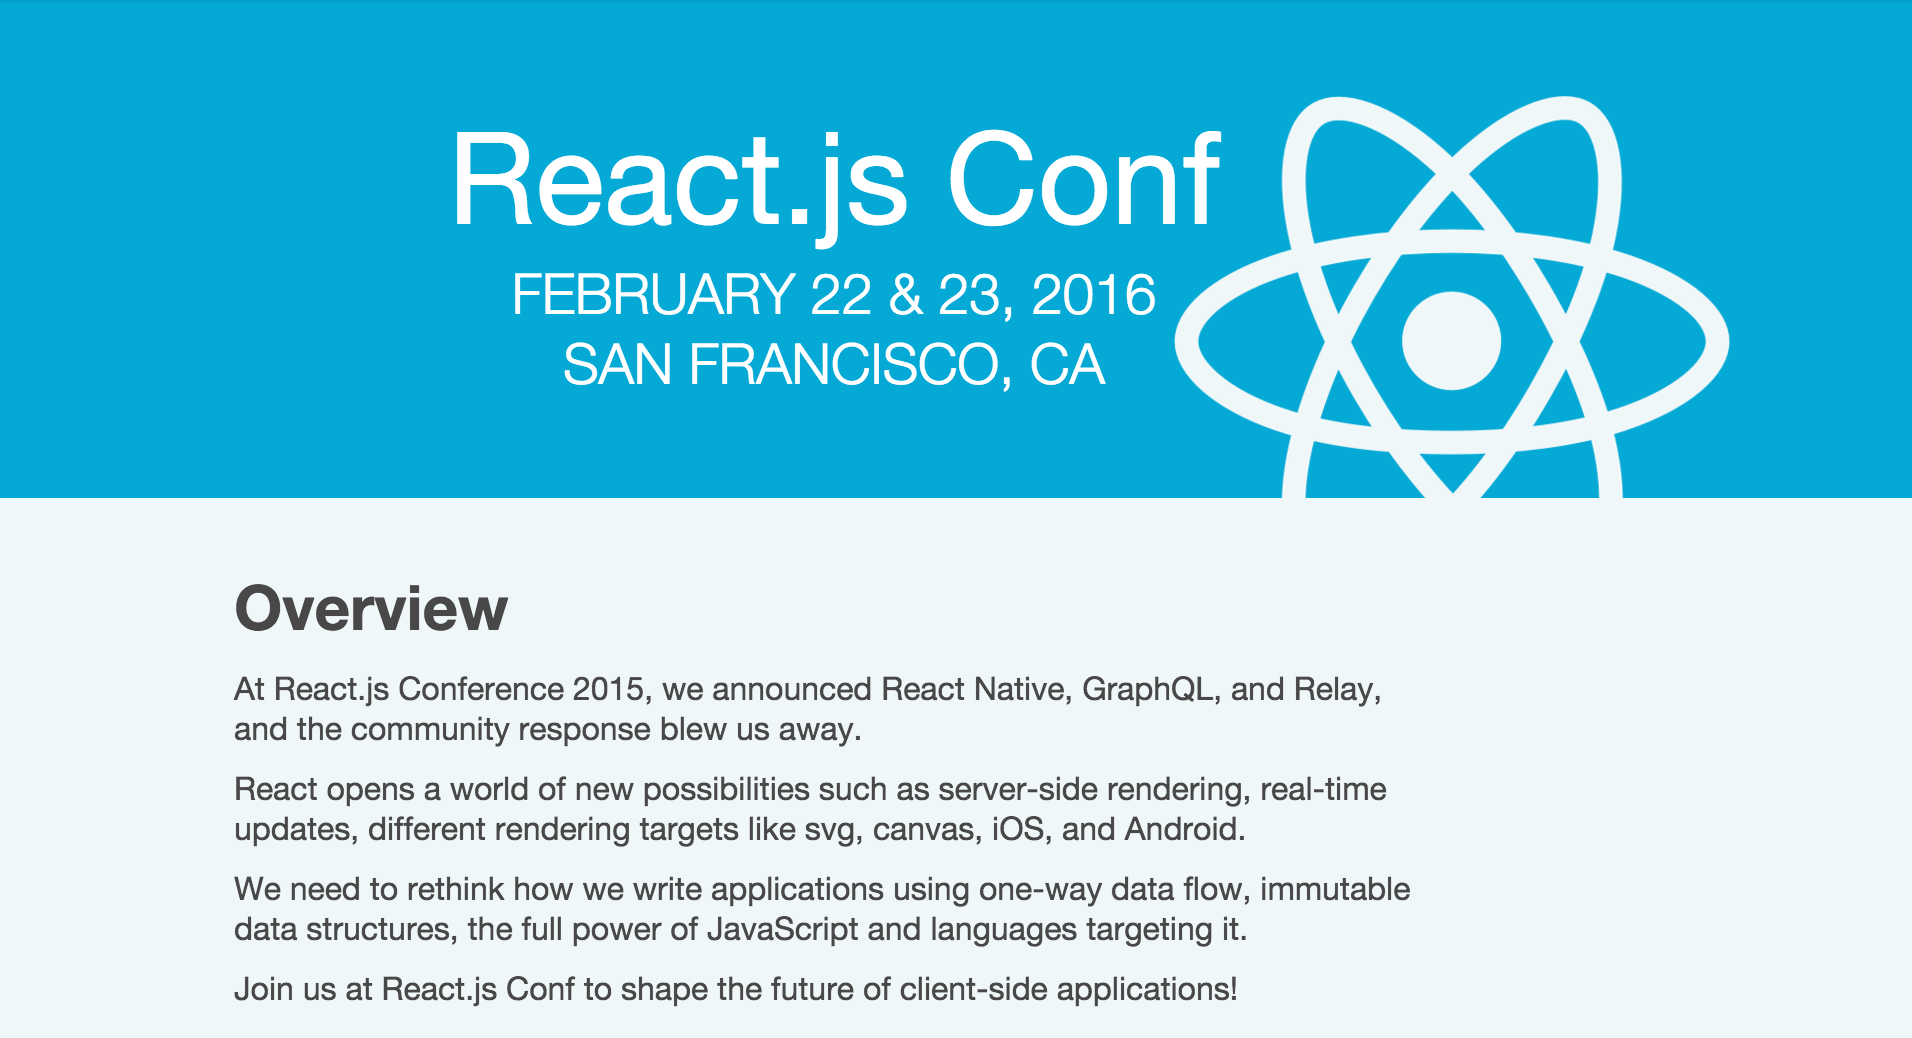 React.js Conf
FEBRUARY 22 & 23, 2016
SAN FRANCISCO, CA
Overview
At React.js Conference 2015, we announced React Native, GraphQL, and Relay,
and the community response blew us away.
React opens a world of new possibilities such as server-side rendering, real-time
updates, different rendering targets like svg, canvas, iOS, and Android.
We need to rethink how we write applications using one-way data flow, immutable
data structures, the full power of JavaScript and languages targeting it.
Join us at React.js Conf to shape the future of client-side applications!